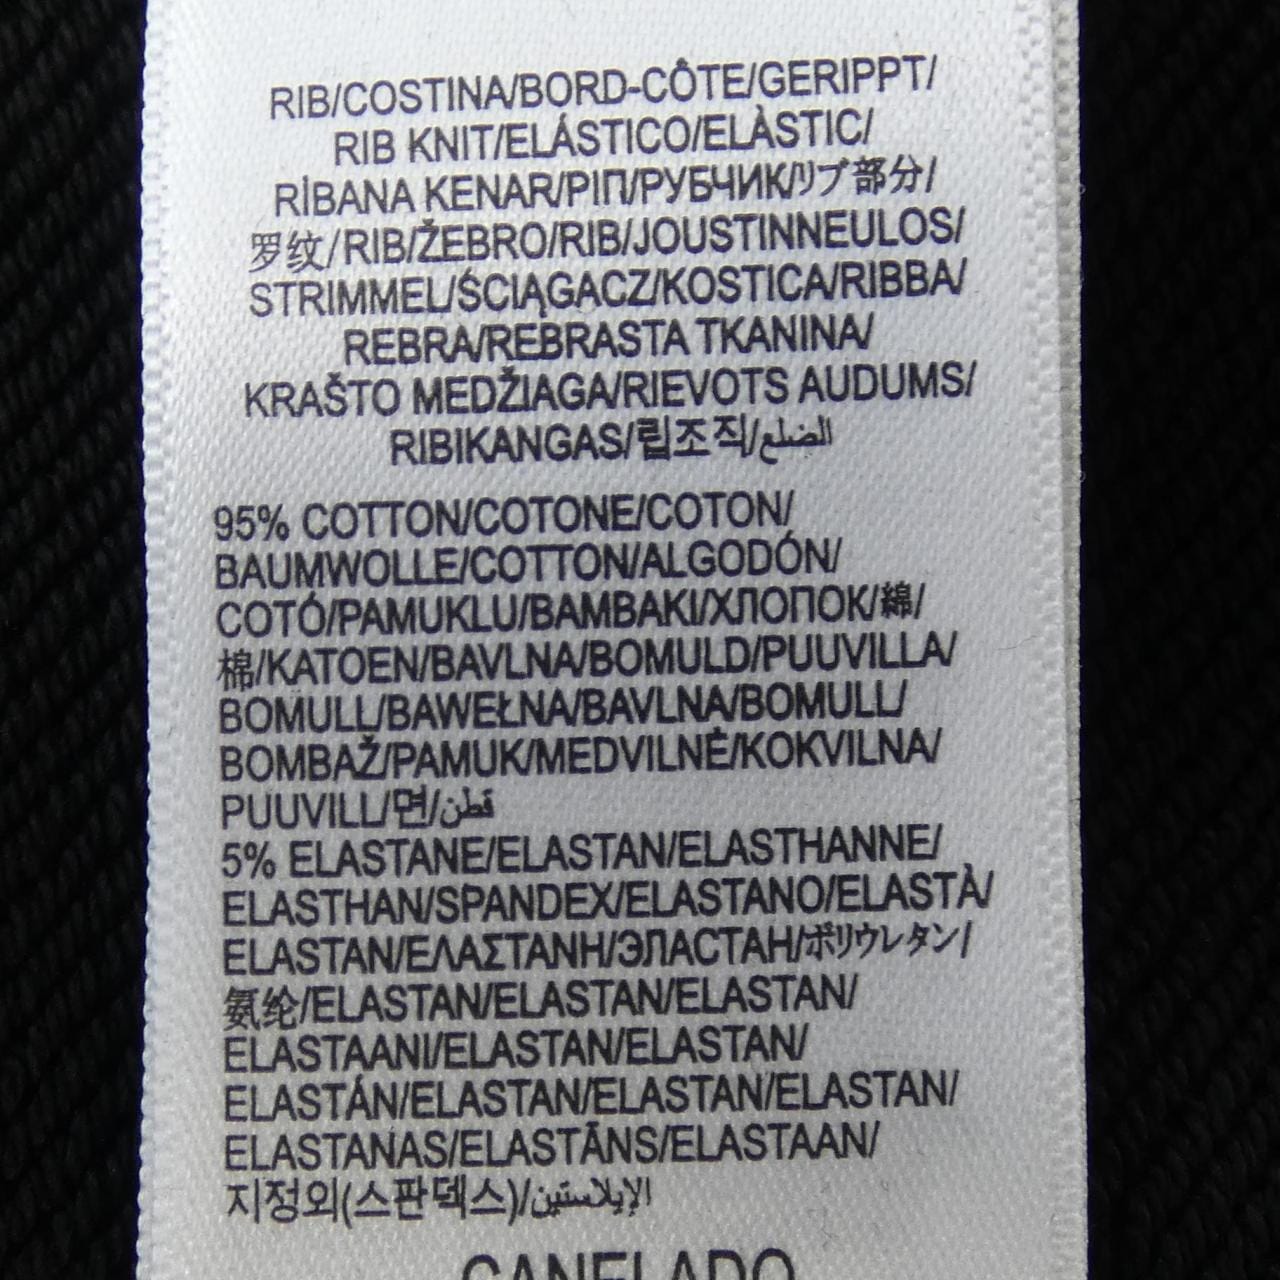 RIB/COSTINA/BORD-CÔTE/GERIPPT/
RIB KNIT/ELÁSTICO/ELÀSTIC/
RİBANA KENAR/ΡΙΠ/РУБЧИК/リブ部分/
罗纹/RIB/ŽEBRO/RIB/JOUSTINNEULOS/
STRIMMEL/ŚCIĄGACZ/KOSTICA/RIBBA/
REBRA/REBRASTA TKANINA/
KRAŠTO MEDŽIAGA/RIEVOTS AUDUMS/
RIBIKANGAS/립조직/الضلع
95% COTTON/COTONE/COTON/
BAUMWOLLE/COTTON/ALGODÓN/
COTÓ/PAMUKLU/ΒΑΜΒΑΚΙ/ХЛОПОК/綿/
棉/KATOEN/BAVLNA/BOMULD/PUUVILLA/
BOMULL/BAWEŁNA/BAVLNA/BOMULL/
BOMBAŽ/PAMUK/MEDVILNĖ/KOKVILNA/
PUUVILL/면/قطن
5% ELASTANE/ELASTAN/ELASTHANNE/
ELASTHAN/SPANDEX/ELASTANO/ELASTÀ/
ELASTAN/ΕΛΑΣΤΑΝΗ/ЭЛАСТАН/ポリウレタン/
氨纶/ELASTAN/ELASTAN/ELASTAN/
ELASTAANI/ELASTAN/ELASTAN/
ELASTÁN/ELASTAN/ELASTAN/ELASTAN/
ELASTANAS/ELASTĀNS/ELASTAAN/
지정외(스판덱스)/الإيلاستين
CANELADO